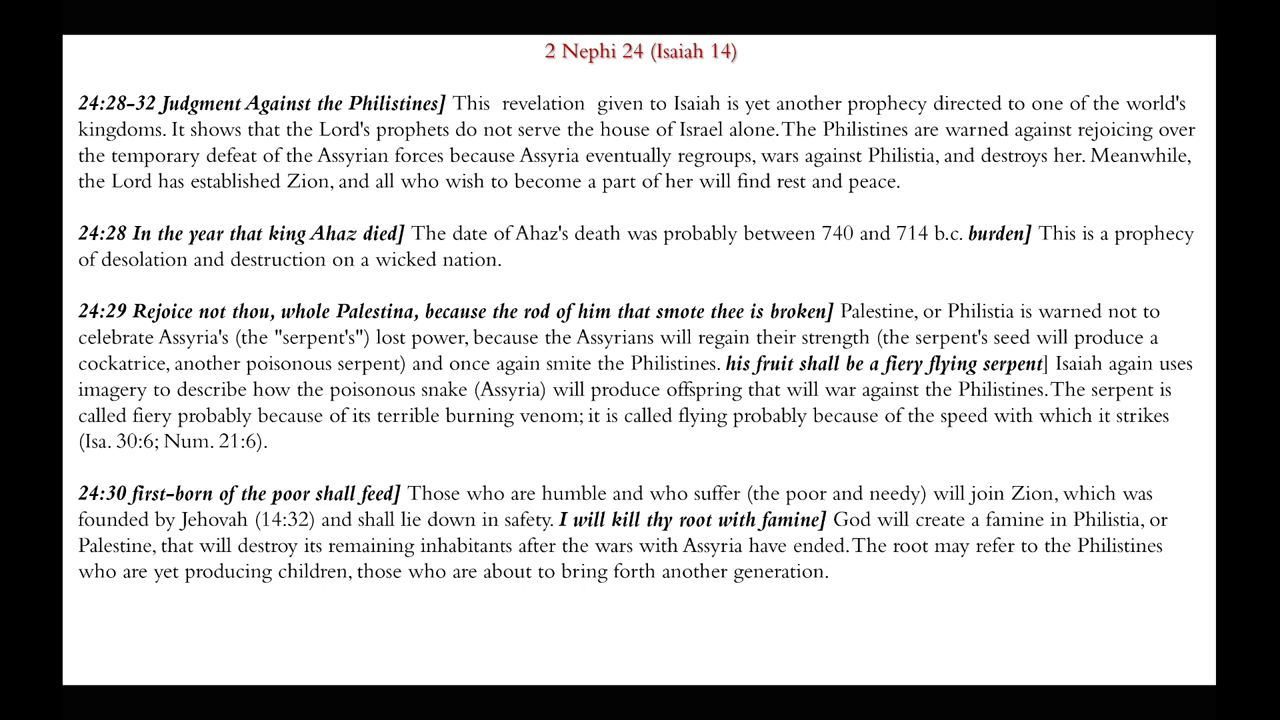 2 Nephi 24 (Isaiah 14)
24:28-32 Judgment Against the Philistines] This revelation given to Isaiah is yet another prophecy directed to one of the world's
kingdoms. It shows that the Lord's prophets do not serve the house of Israel alone. The Philistines are warned against rejoicing over
the temporary defeat of the Assyrian forces because Assyria eventually regroups, wars against Philistia, and destroys her. Meanwhile,
the Lord has established Zion, and all who wish to become a part of her will find rest and peace.
24:28 In the year that king Ahaz died] The date of Ahaz's death was probably between 740 and 714 b.c. burden] This is a prophecy
of desolation and destruction on a wicked nation.
24:29 Rejoice not thou, whole Palestina, because the rod of him that smote thee is broken] Palestine, or Philistia is warned not to
celebrate Assyria's (the "serpent's") lost power, because the Assyrians will regain their strength (the serpent's seed will produce a
cockatrice, another poisonous serpent) and once again smite the Philistines. his fruit shall be a fiery flying serpent] Isaiah again uses
imagery to describe how the poisonous snake (Assyria) will produce offspring that will war against the Philistines. The serpent is
called fiery probably because of its terrible burning venom; it is called flying probably because of the speed with which it strikes
(Isa. 30:6; Num. 21:6).
24:30 first-born of the poor shall feed] Those who are humble and who suffer (the poor and needy) will join Zion, which was
founded by Jehovah (14:32) and shall lie down in safety. I will kill thy root with famine] God will create a famine in Philistia, or
Palestine, that will destroy its remaining inhabitants after the wars with Assyria have ended. The root may refer to the Philistines
who are yet producing children, those who are about to bring forth another generation.